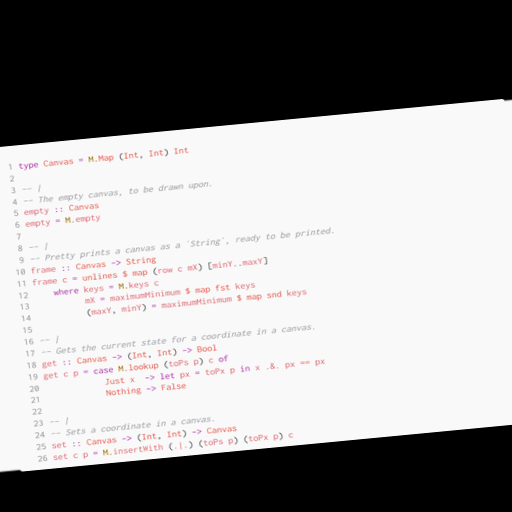 1 type Canvas = M.Map (Int, Int) Int
2
3 -- |
4 -- The empty canvas, to be drawn upon.
5 empty :: Canvas
6 empty = M.empty
7
8 -- |
9 -- Pretty prints a canvas as a `String`, ready to be printed.
10 frame :: Canvas -> String
11 frame c = unlines $ map (row c mX) [minY..maxY]
12     where keys = M.keys c
13           mX = maximumMinimum $ map fst keys
14           (maxY, minY) = maximumMinimum $ map snd keys
15
16 -- |
17 -- Gets the current state for a coordinate in a canvas.
18 get :: Canvas -> (Int, Int) -> Bool
19 get c p = case M.lookup (toPs p) c of
20             Just x  -> let px = toPx p in x .&. px == px
21             Nothing -> False
22
23 -- |
24 -- Sets a coordinate in a canvas.
25 set :: Canvas -> (Int, Int) -> Canvas
26 set c p = M.insertWith (.|.) (toPs p) (toPx p) c